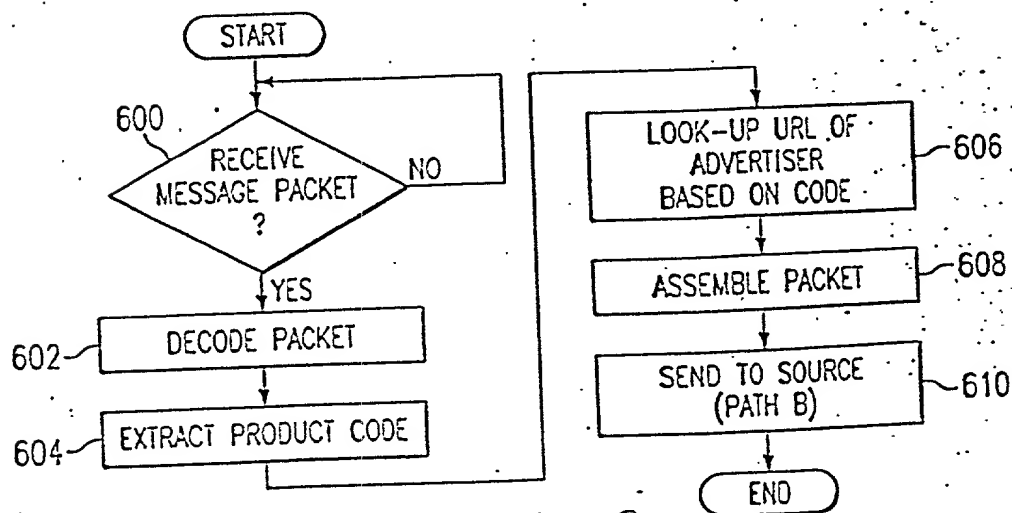 START
600
RECEIVE
MESSAGE PACKET
?
NO
YES
602
DECODE PACKET
604
EXTRACT PRODUCT CODE
LOOK-UP URL OF
ADVERTISER
BASED ON CODE
606
ASSEMBLE PACKET
608
SEND TO SOURCE
(PATH B)
610
END